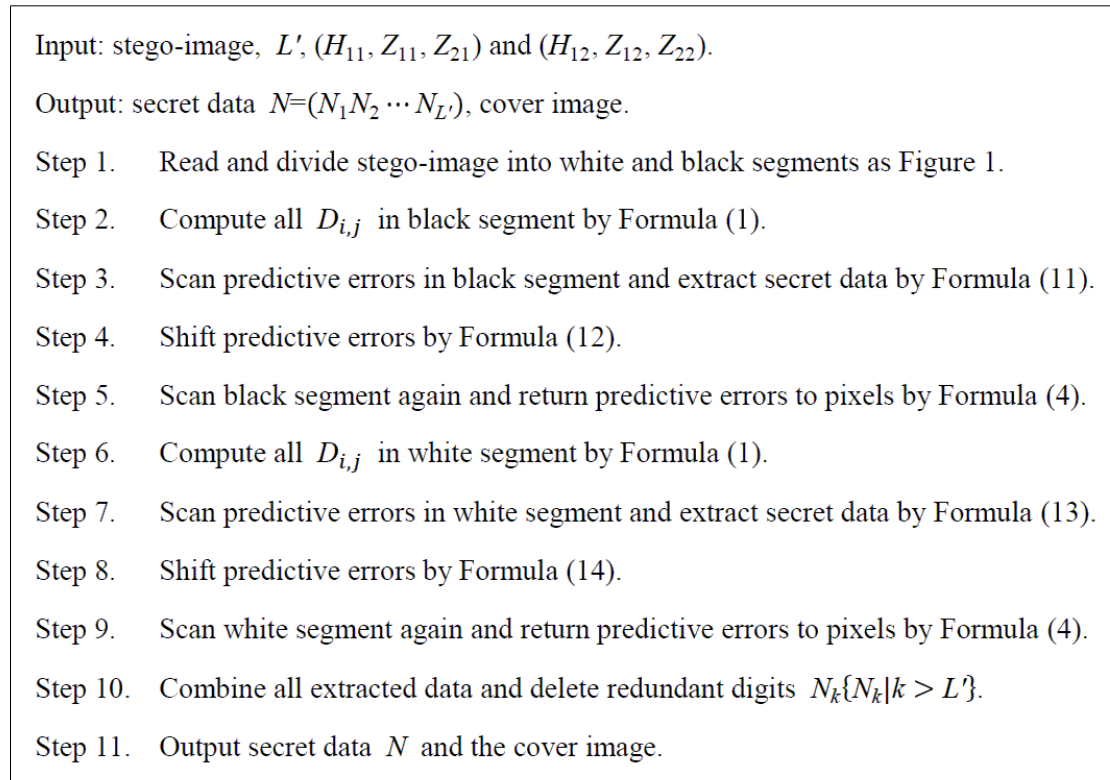 Input: stego-image, L′, (H₁₁, Z₁₁, Z₂₁) and (H₁₂, Z₁₂, Z₂₂).
Output: secret data N=(N₁N₂ ⋯ N_L′), cover image.
Step 1. Read and divide stego-image into white and black segments as Figure 1.
Step 2. Compute all D_i,j in black segment by Formula (1).
Step 3. Scan predictive errors in black segment and extract secret data by Formula (11).
Step 4. Shift predictive errors by Formula (12).
Step 5. Scan black segment again and return predictive errors to pixels by Formula (4).
Step 6. Compute all D_i,j in white segment by Formula (1).
Step 7. Scan predictive errors in white segment and extract secret data by Formula (13).
Step 8. Shift predictive errors by Formula (14).
Step 9. Scan white segment again and return predictive errors to pixels by Formula (4).
Step 10. Combine all extracted data and delete redundant digits N_k{N_k|k > L′}.
Step 11. Output secret data N and the cover image.